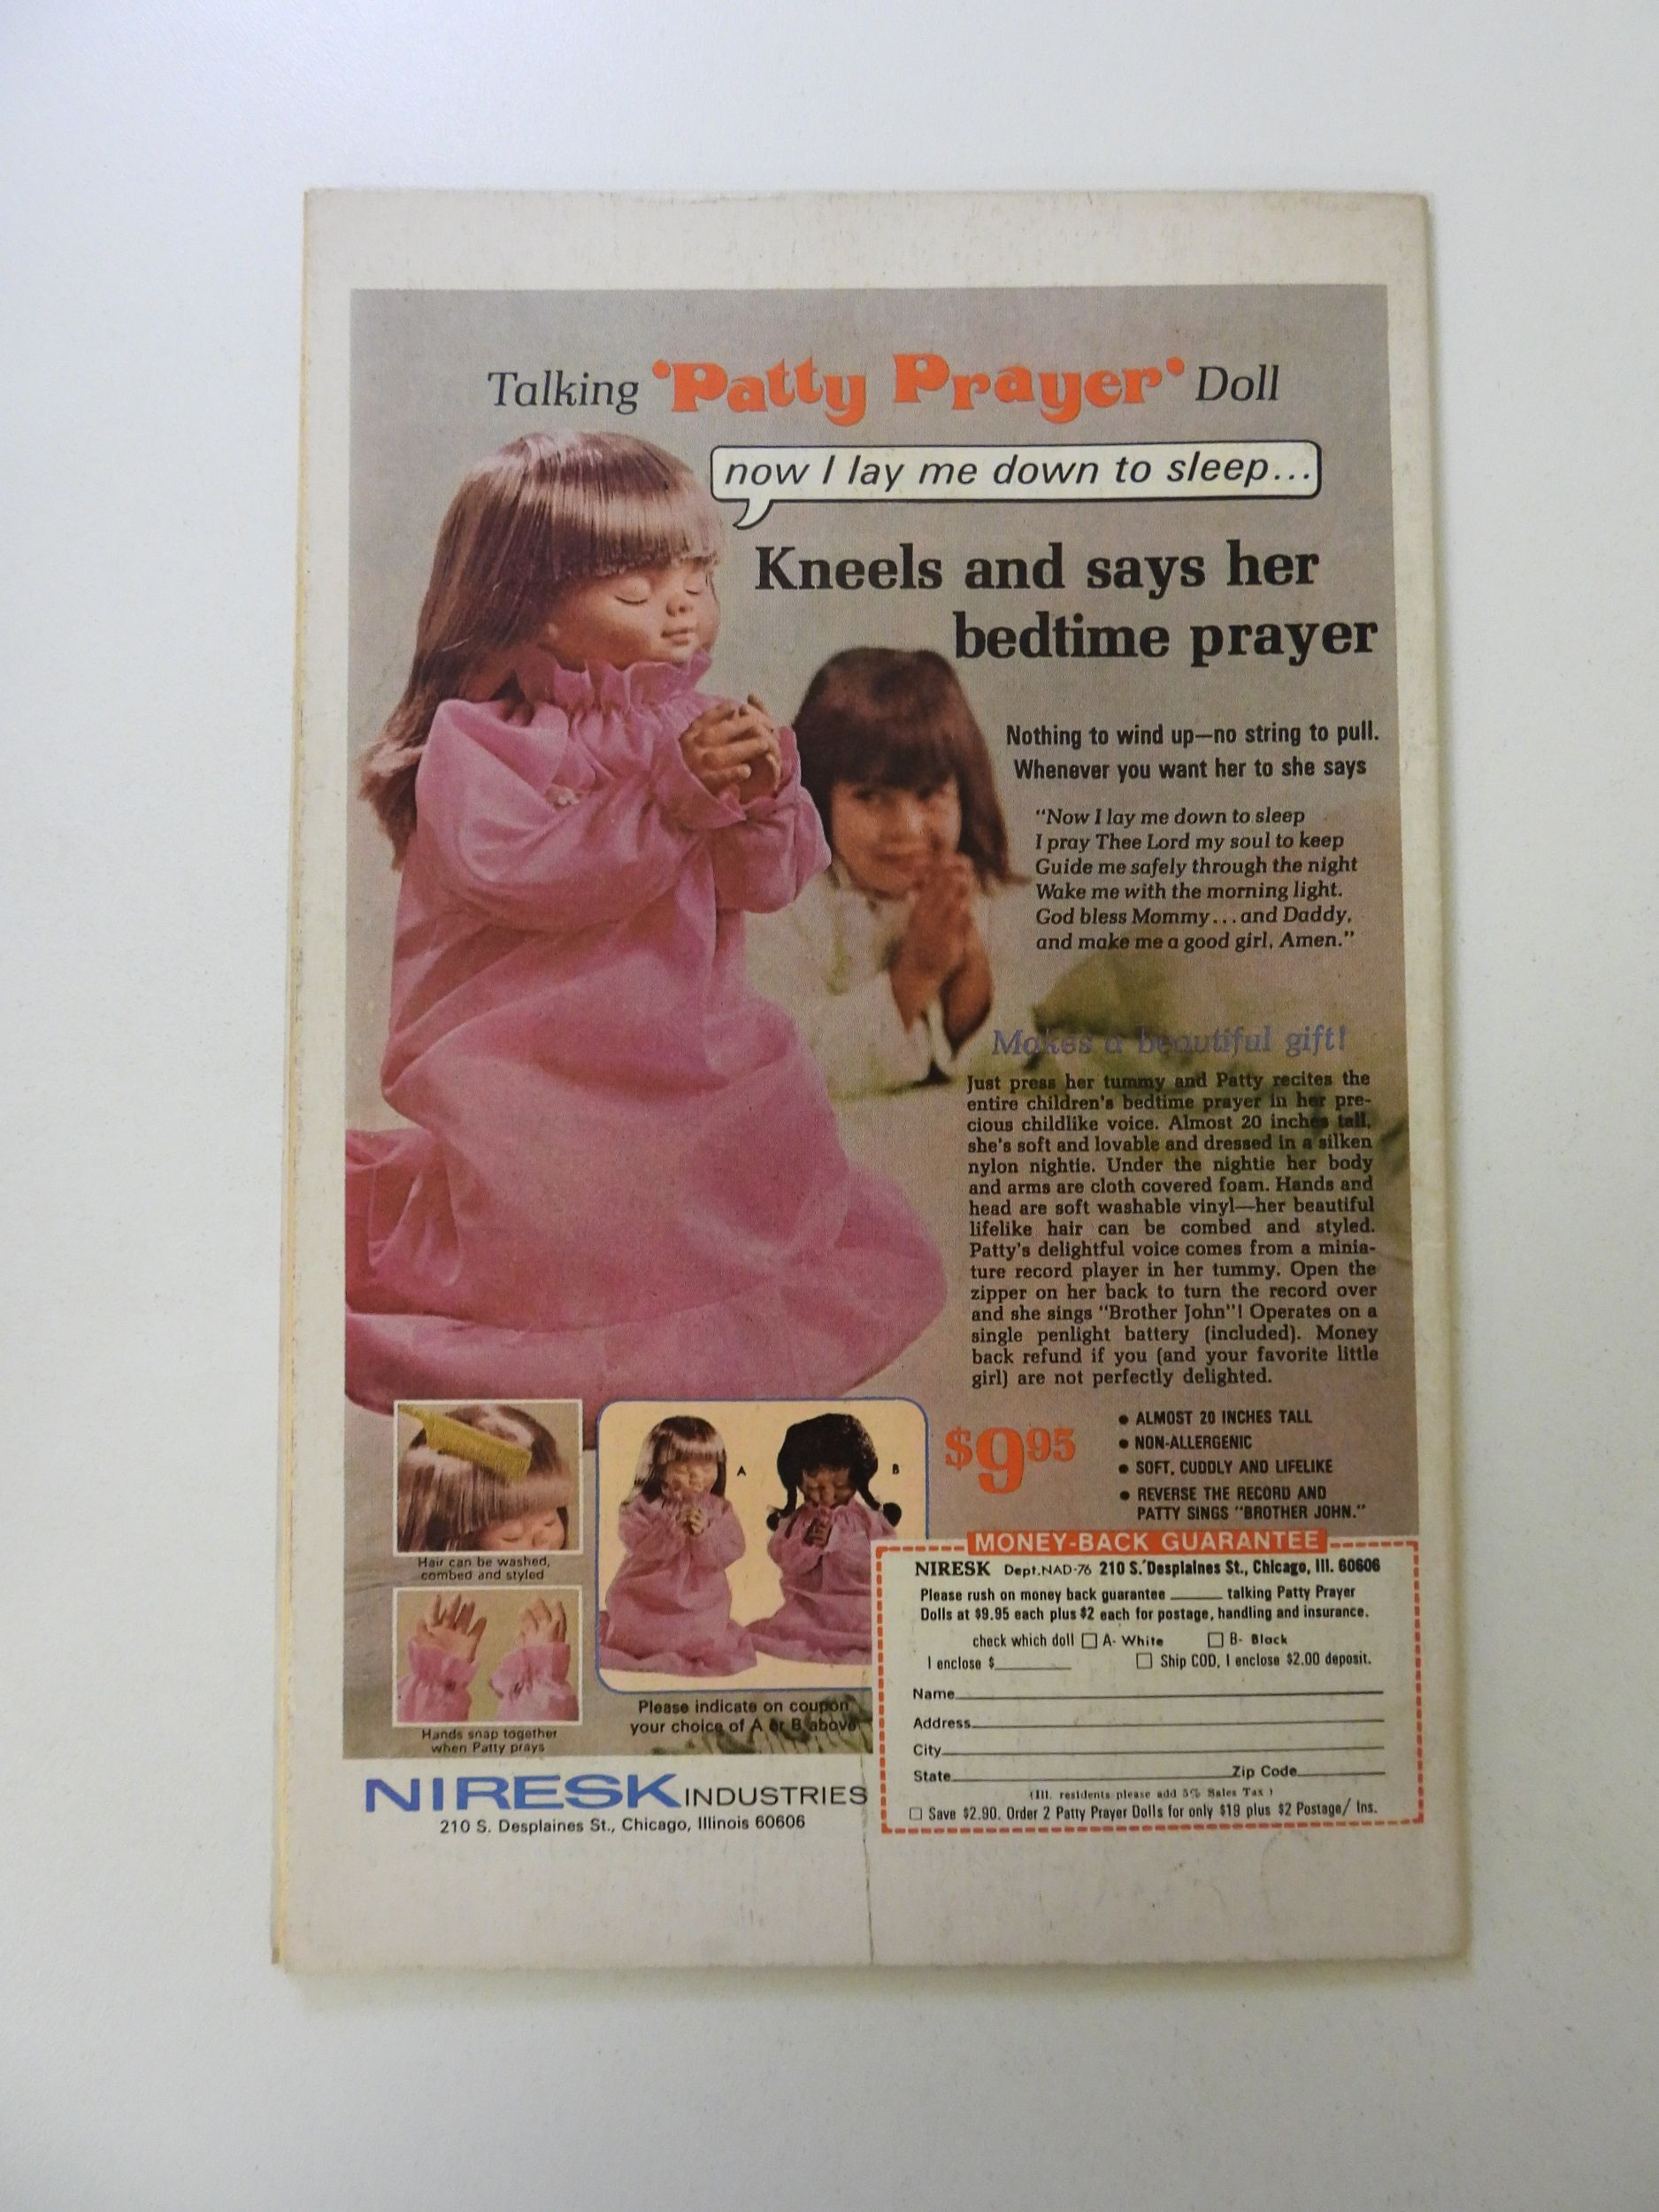 Talking 'Patty Prayer' Doll
now I lay me down to sleep...
Kneels and says her
bedtime prayer
Nothing to wind up—no string to pull.
Whenever you want her to she says
"Now I lay me down to sleep
I pray Thee Lord my soul to keep
Guide me safely through the night
Wake me with the morning light.
God bless Mommy...and Daddy,
and make me a good girl, Amen."
Makes a beautiful gift!
Just press her tummy and Patty recites the
entire children's bedtime prayer in her pre-
cious childlike voice. Almost 20 inches tall,
she's soft and lovable and dressed in a silken
nylon nightie. Under the nightie her body
and arms are cloth covered foam. Hands and
head are soft washable vinyl—her beautiful
lifelike hair can be combed and styled.
Patty's delightful voice comes from a minia-
ture record player in her tummy. Open the
zipper on her back to turn the record over
and she sings "Brother John"! Operates on a
single penlight battery (included). Money
back refund if you (and your favorite little
girl) are not perfectly delighted.
$9.95
• ALMOST 20 INCHES TALL
• NON-ALLERGENIC
• SOFT, CUDDLY AND LIFELIKE
• REVERSE THE RECORD AND
PATTY SINGS "BROTHER JOHN."
Hair can be washed,
combed and styled
Hands snap together
when Patty prays
A
B
Please indicate on coupon
your choice of A or B above
NIRESK INDUSTRIES
210 S. Desplaines St., Chicago, Illinois 60606
MONEY-BACK GUARANTEE
NIRESK Dept.NAD-76 210 S. Desplaines St., Chicago, Ill. 60606
Please rush on money back guarantee ______ talking Patty Prayer
Dolls at $9.95 each plus $2 each for postage, handling and insurance.
check which doll ☐ A- White ☐ B- Black
I enclose $________ ☐ Ship COD, I enclose $2.00 deposit.
Name
Address
City
State Zip Code
(Ill. residents please add 5% Sales Tax)
☐ Save $2.90. Order 2 Patty Prayer Dolls for only $19 plus $2 Postage/ Ins.